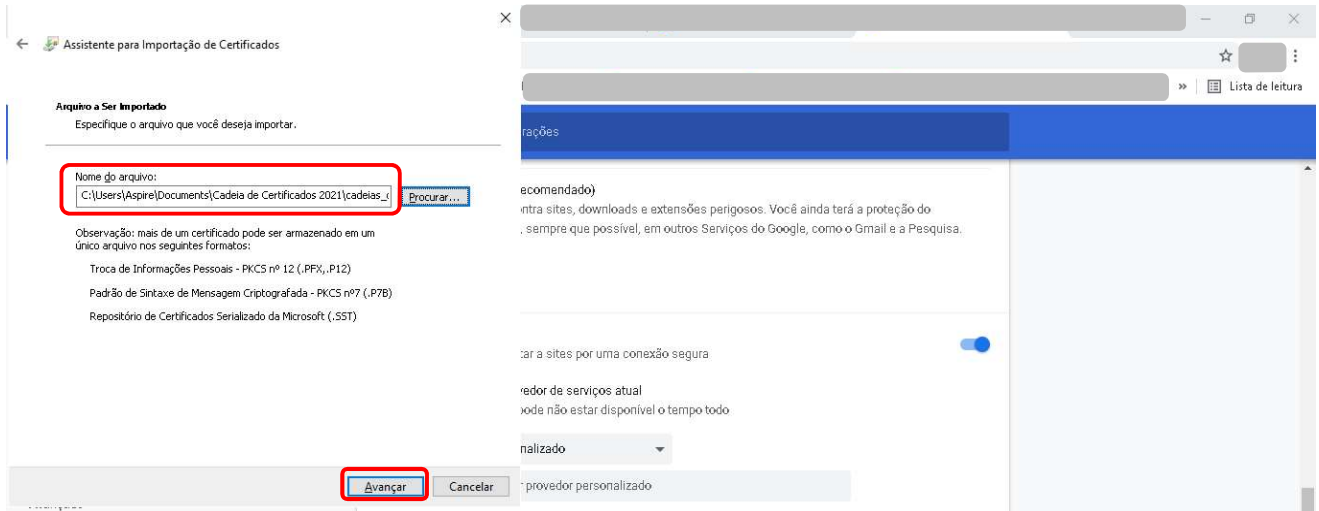 Assistente para Importação de Certificados
Arquivo a Ser Importado
Especifique o arquivo que você deseja importar.
Nome do arquivo:
C:\Users\Aspire\Documents\Cadeia de Certificados 2021\cadeias_
Procurar...
Observação: mais de um certificado pode ser armazenado em um
único arquivo nos seguintes formatos:
Troca de Informações Pessoais - PKCS nº 12 (.PFX,.P12)
Padrão de Sintaxe de Mensagem Criptografada - PKCS nº7 (.P7B)
Repositório de Certificados Serializado da Microsoft (.SST)
Avançar
Cancelar
» Lista de leitura
rações
ecomendado)
ntra sites, downloads e extensões perigosos. Você ainda terá a proteção do
, sempre que possível, em outros Serviços do Google, como o Gmail e a Pesquisa.
tar a sites por uma conexão segura
vedor de serviços atual
pode não estar disponível o tempo todo
nalizado
r provedor personalizado